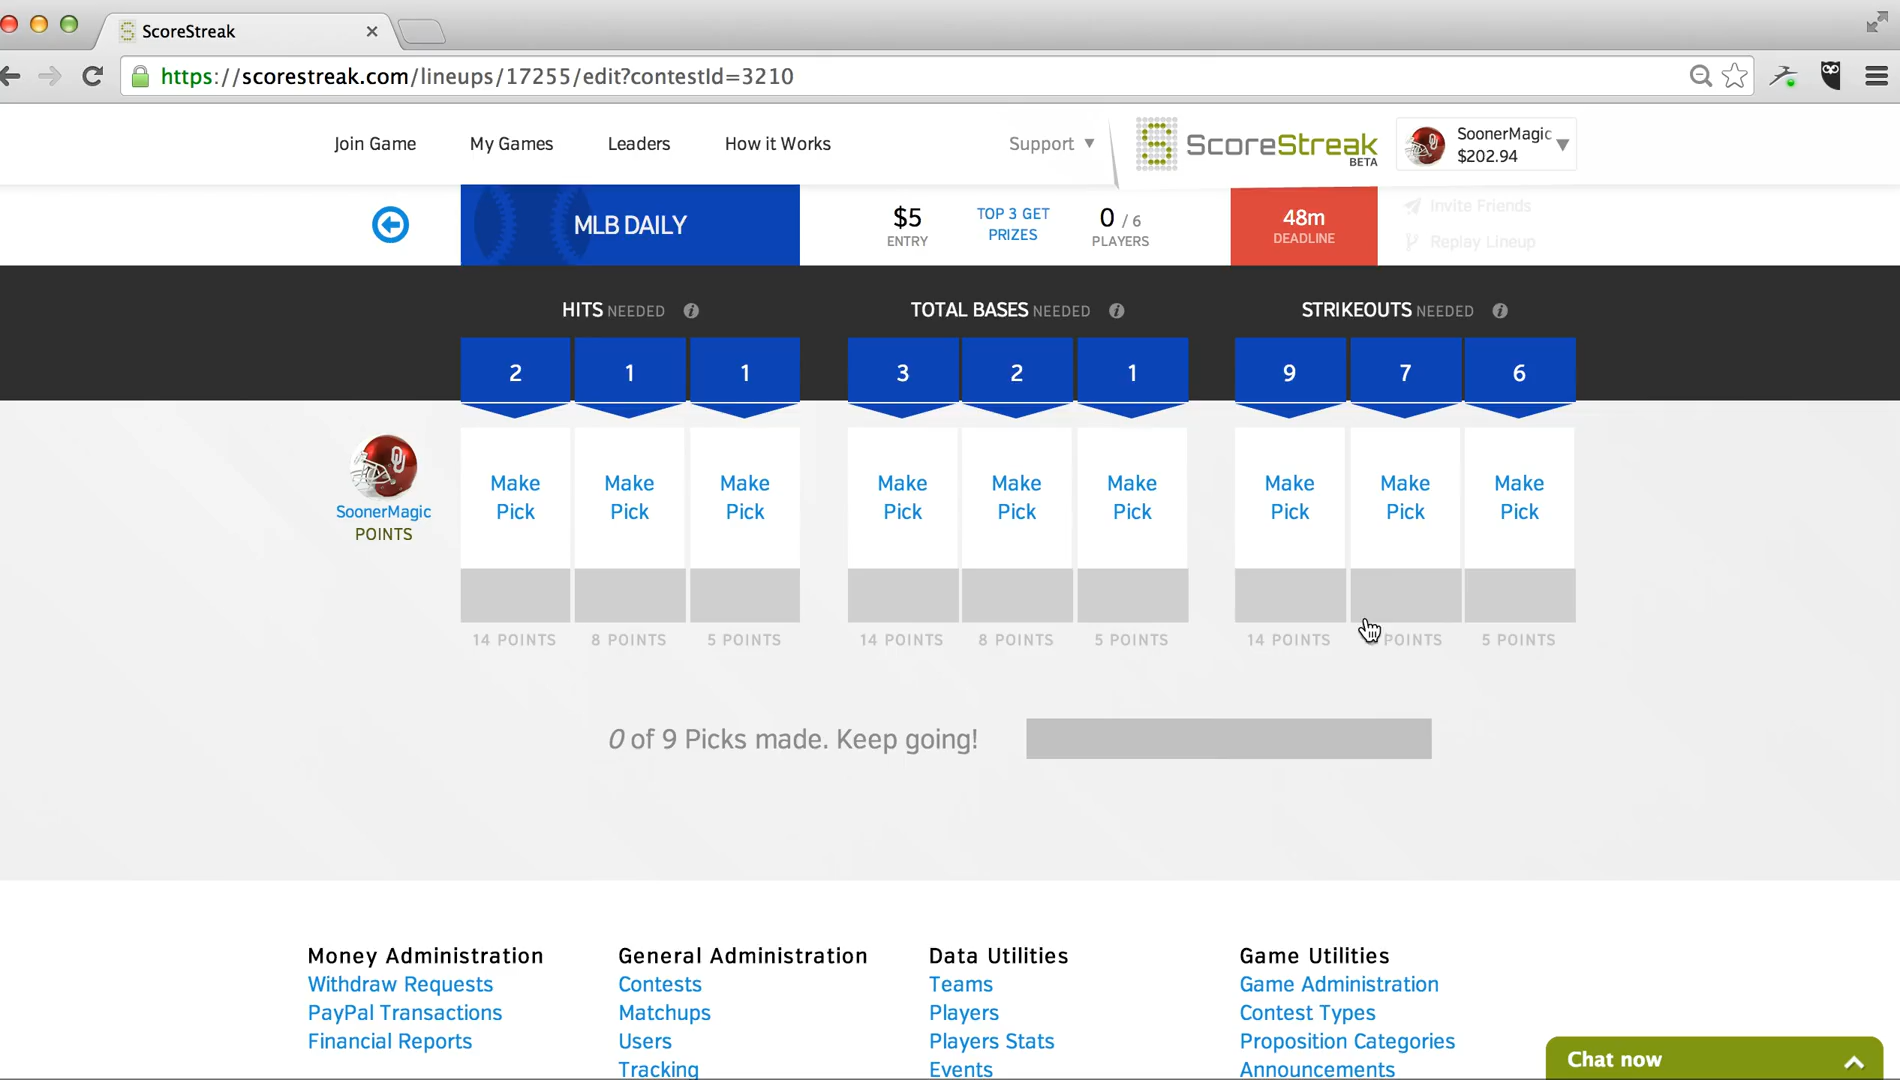 ScoreStreak
https://scorestreak.com/lineups/17255/edit?contestId=3210
Join Game My Games Leaders How it Works Support ScoreStreak BETA SoonerMagic $202.94
MLB DAILY
$5 ENTRY
TOP 3 GET PRIZES
0 / 6 PLAYERS
48m DEADLINE
Invite Friends
Replay Lineup
HITS NEEDED TOTAL BASES NEEDED STRIKEOUTS NEEDED
2 1 1 3 2 1 9 7 6
SoonerMagic
POINTS
Make Make Make Make Make Make Make Make Make
Pick Pick Pick Pick Pick Pick Pick Pick Pick
14 POINTS 8 POINTS 5 POINTS 14 POINTS 8 POINTS 5 POINTS 14 POINTS POINTS 5 POINTS
0 of 9 Picks made. Keep going!
Money Administration General Administration Data Utilities Game Utilities
Withdraw Requests Contests Teams Game Administration
PayPal Transactions Matchups Players Contest Types
Financial Reports Users Players Stats Proposition Categories
Tracking Events Announcements
Chat now